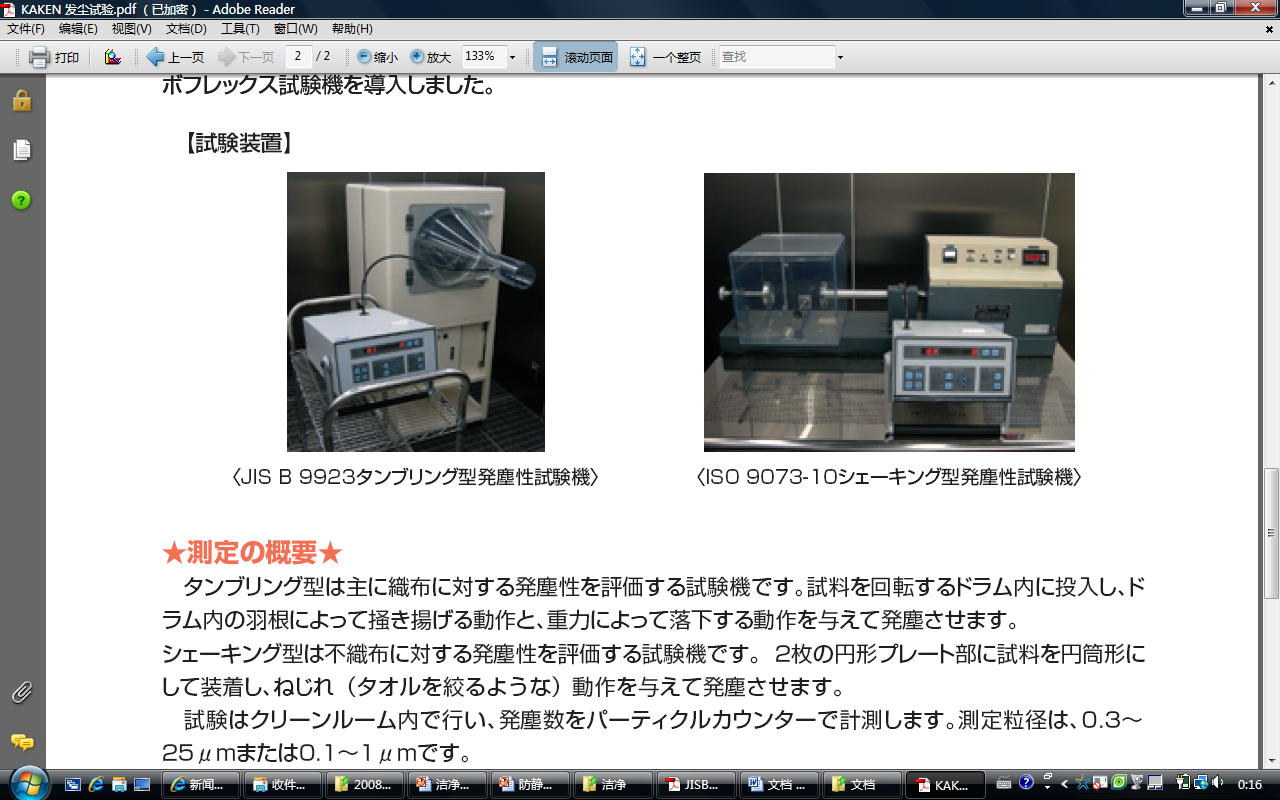 KAKEN 发尘试验.pdf （已加密） - Adobe Reader
文件(F) 编辑(E) 视图(V) 文档(D) 工具(T) 窗口(W) 帮助(H)
打印 上一页 下一页 2 / 2 缩小 放大 133% 滚动页面 一个整页 查找
ボフレックス試験機を導入しました。
【試験装置】
〈JIS B 9923タンブリング型発塵性試験機〉
〈ISO 9073-10シェーキング型発塵性試験機〉
★測定の概要★
タンブリング型は主に織布に対する発塵性を評価する試験機です。試料を回転するドラム内に投入し、ド
ラム内の羽根によって掻き揚げる動作と、重力によって落下する動作を与えて発塵させます。
シェーキング型は不織布に対する発塵性を評価する試験機です。 2枚の円形プレート部に試料を円筒形に
して装着し、ねじれ（タオルを絞るような）動作を与えて発塵させます。
試験はクリーンルーム内で行い、発塵数をパーティクルカウンターで計測します。測定粒径は、0.3～
25μmまたは0.1～1μmです。
新闻... 收件... 2008... 洁净... 防静... 洁净 JISB... 文档 ... 文档 KAK... 0:16